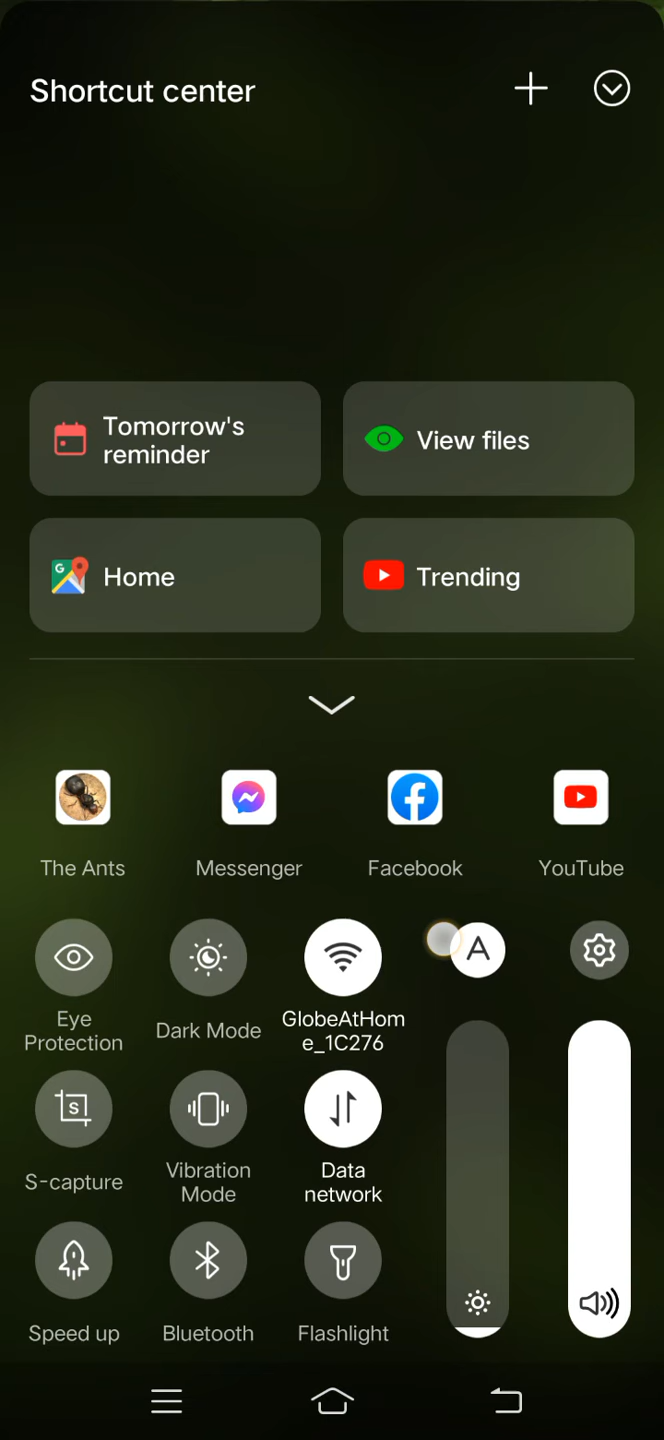 Shortcut center
Tomorrow's
reminder
View files
G
Home
Trending
The Ants
Messenger
Facebook
YouTube
A
Eye
Protection
Dark Mode
GlobeAtHom
e_1C276
S
S-capture
Vibration
Mode
Data
network
Speed up
Bluetooth
Flashlight